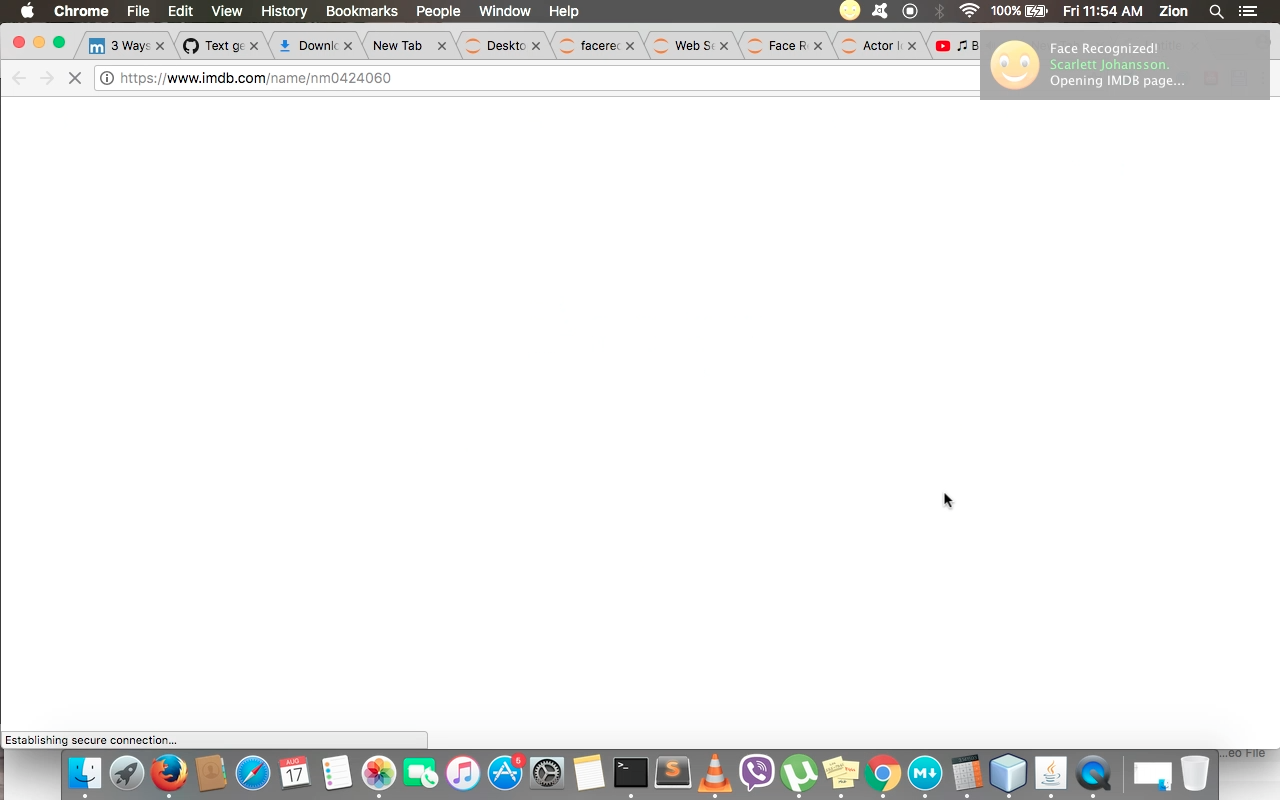 Chrome File Edit View History Bookmarks People Window Help 100% Fri 11:54 AM Zion
3 Ways Text ge Downlo New Tab Deskto facerec Web Se Face R Actor I B
https://www.imdb.com/name/nm0424060
Face Recognized!
Scarlett Johansson.
Opening IMDB page...
Establishing secure connection...
...eo File
6
AUG
17
S
M